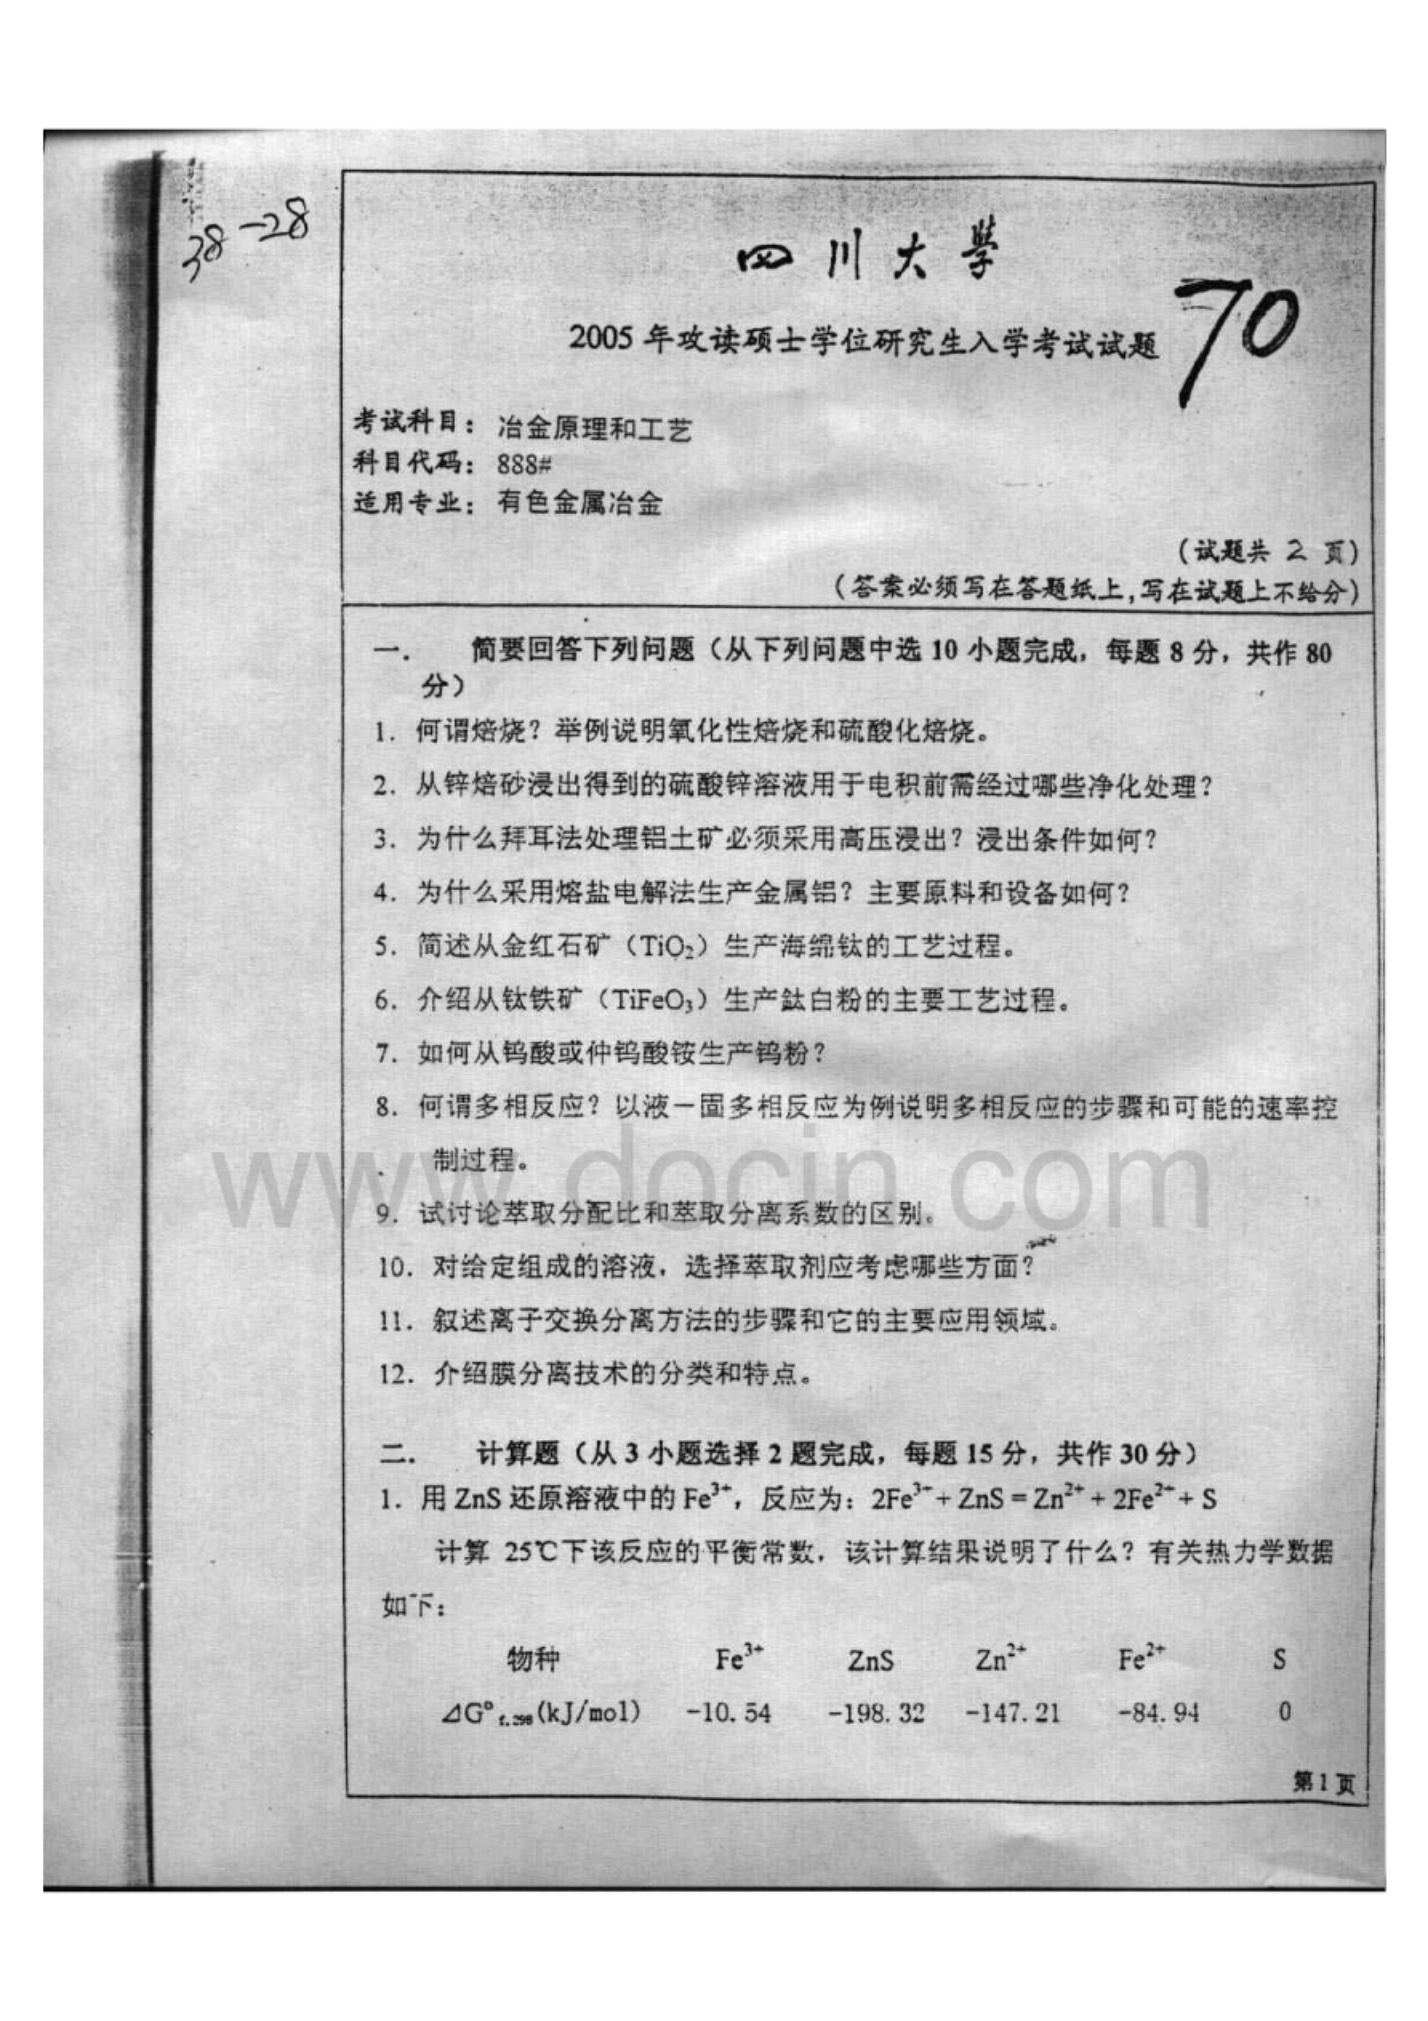 38-28
四川大學
70
2005 年攻读硕士学位研究生入学考试试题
考试科目：冶金原理和工艺
科目代码：888#
适用专业：有色金属冶金
（试题共 2 页）
（答案必须写在答题纸上，写在试题上不给分）
一． 简要回答下列问题（从下列问题中选 10 小题完成，每题 8 分，共作 80
分）
1．何谓焙烧？举例说明氧化性焙烧和硫酸化焙烧。
2．从锌焙砂浸出得到的硫酸锌溶液用于电积前需经过哪些净化处理？
3．为什么拜耳法处理铝土矿必须采用高压浸出？浸出条件如何？
4．为什么采用熔盐电解法生产金属铝？主要原料和设备如何？
5．简述从金红石矿（TiO₂）生产海绵钛的工艺过程。
6．介绍从钛铁矿（TiFeO₃）生产鈦白粉的主要工艺过程。
7．如何从钨酸或仲钨酸铵生产钨粉？
8．何谓多相反应？以液—固多相反应为例说明多相反应的步骤和可能的速率控
制过程。
www.docin.com
9．试讨论萃取分配比和萃取分离系数的区别。
10．对给定组成的溶液，选择萃取剂应考虑哪些方面？
11．叙述离子交换分离方法的步骤和它的主要应用领域。
12．介绍膜分离技术的分类和特点。
二． 计算题（从 3 小题选择 2 题完成，每题 15 分，共作 30 分）
1．用 ZnS 还原溶液中的 Fe³⁺，反应为：2Fe³⁺ + ZnS = Zn²⁺ + 2Fe²⁺ + S
计算 25℃下该反应的平衡常数，该计算结果说明了什么？有关热力学数据
如下：
物种 Fe³⁺ ZnS Zn²⁺ Fe²⁺ S
⊿G°f,298(kJ/mol) -10.54 -198.32 -147.21 -84.94 0
第 1 页